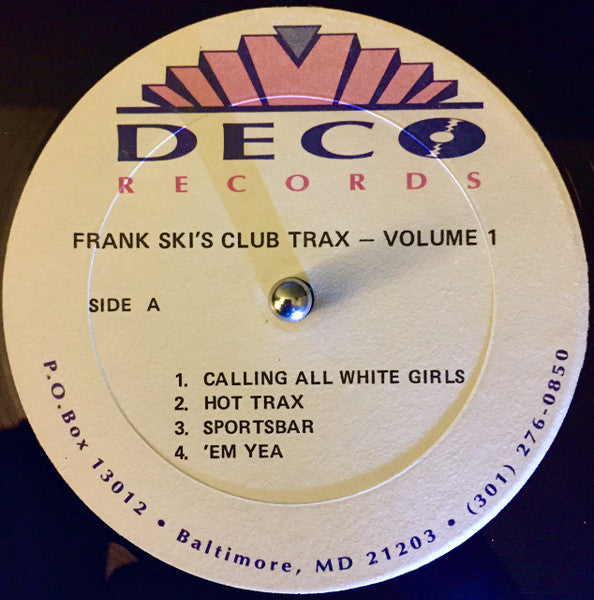 DECO
RECORDS
FRANK SKI'S CLUB TRAX – VOLUME 1
SIDE A
1. CALLING ALL WHITE GIRLS
2. HOT TRAX
3. SPORTSBAR
4. 'EM YEA
P.O.Box 13012 • Baltimore, MD 21203 • (301) 276-0850